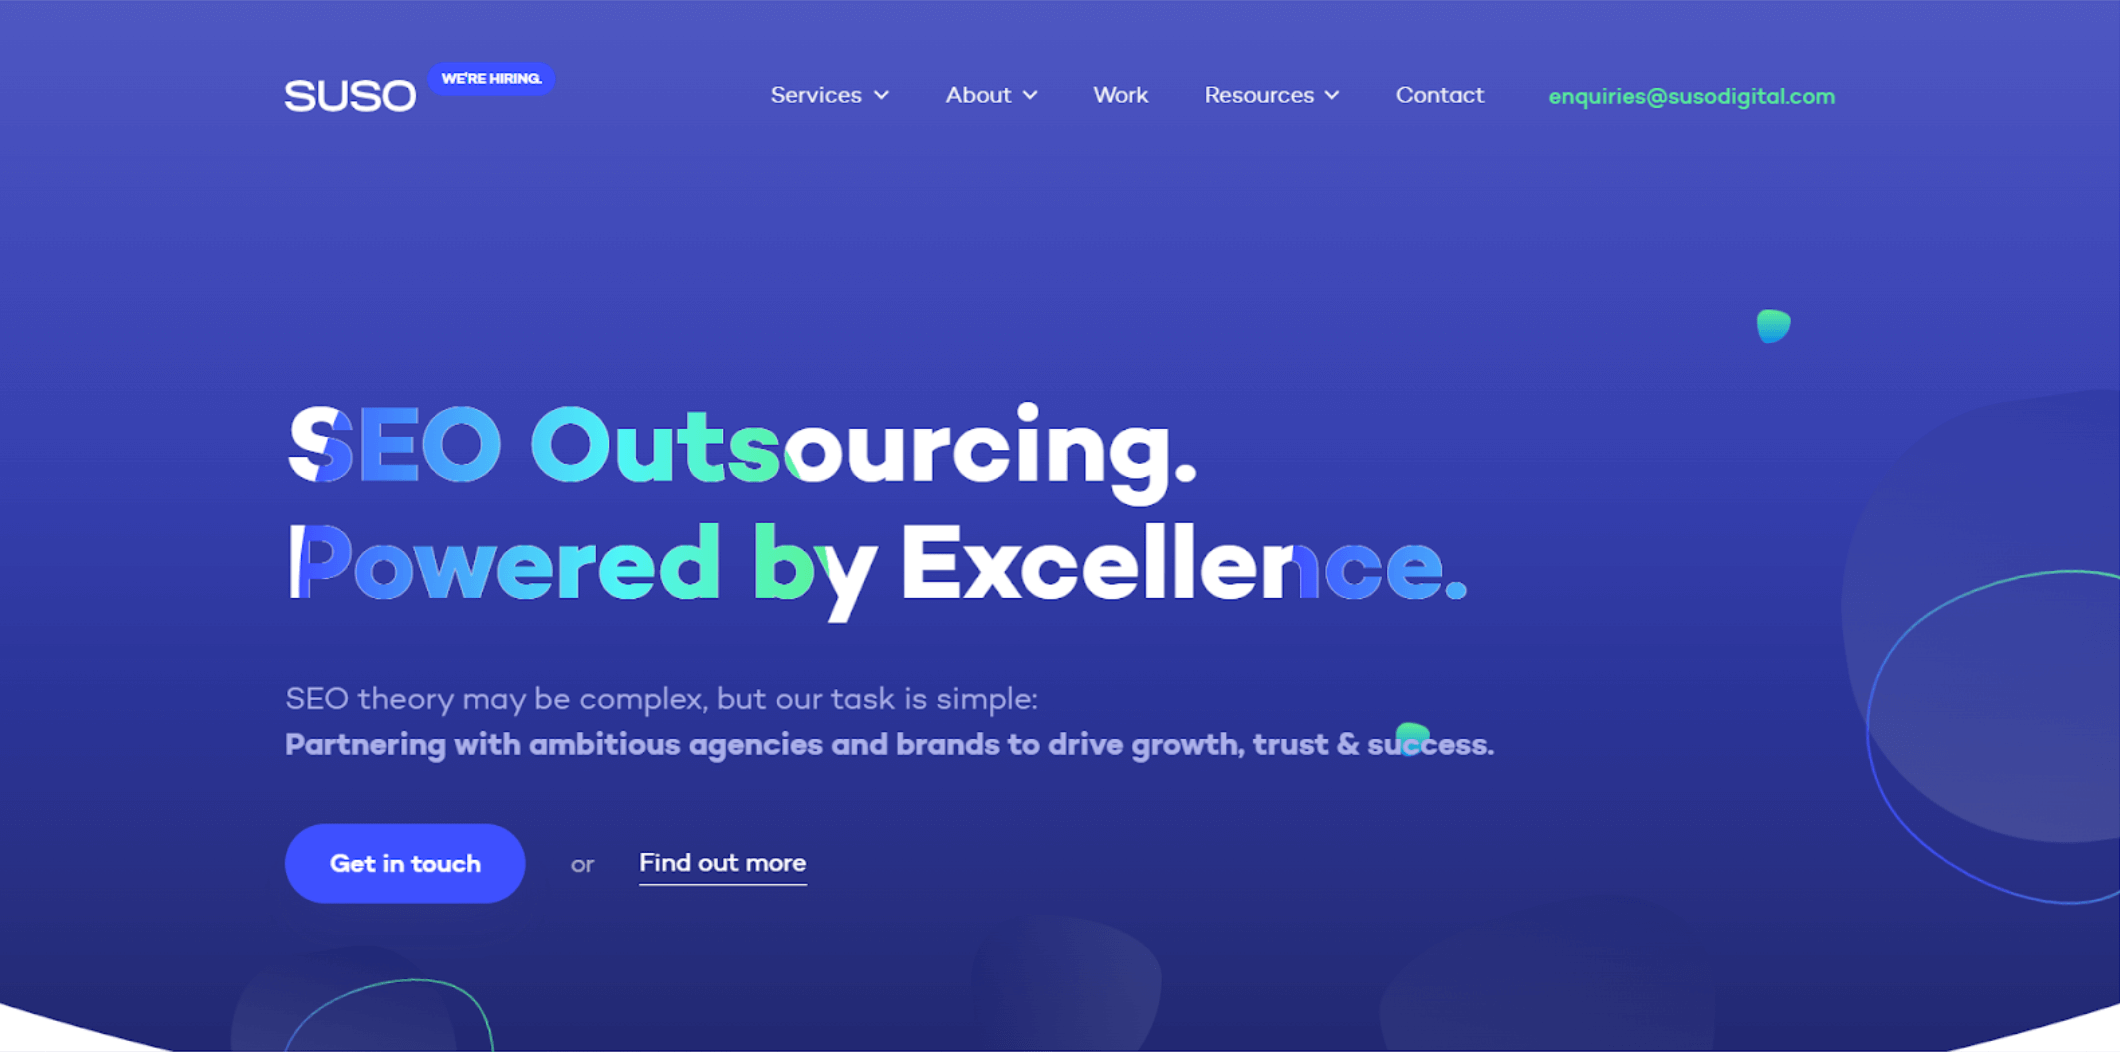 SUSO
WE'RE HIRING.
Services
About
Work
Resources
Contact
enquiries@susodigital.com
SEO Outsourcing.
Powered by Excellence.
SEO theory may be complex, but our task is simple:
Partnering with ambitious agencies and brands to drive growth, trust & success.
Get in touch
or
Find out more